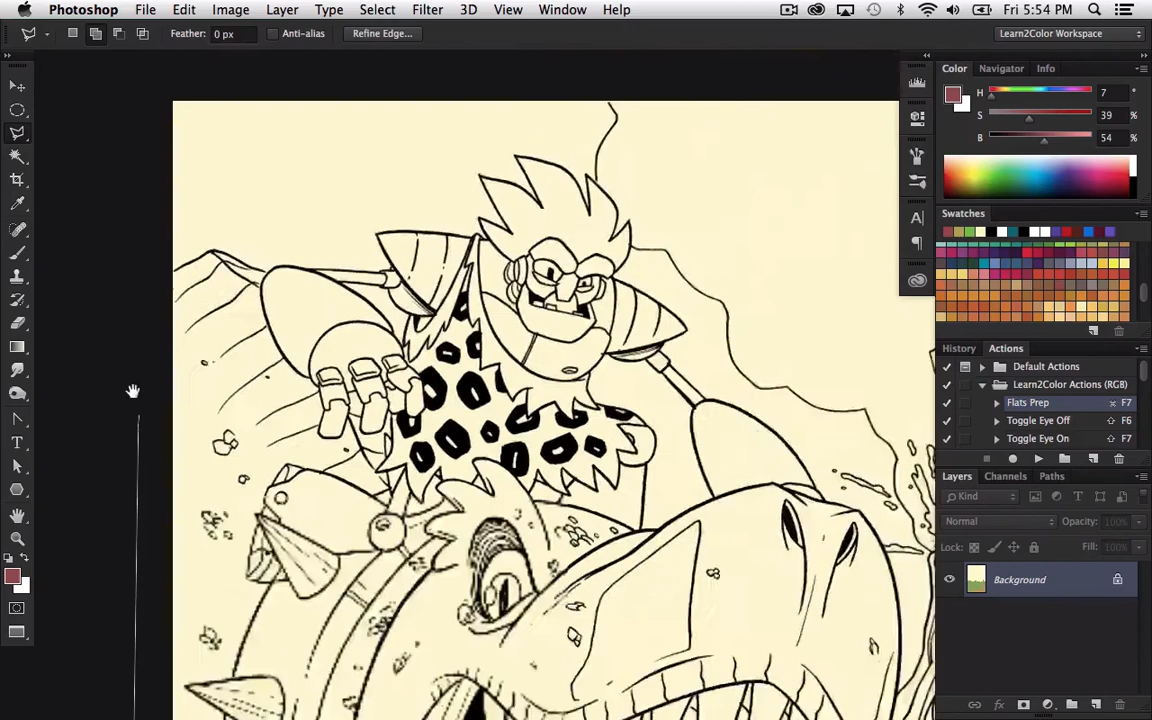 Photoshop File Edit Image Layer Type Select Filter 3D View Window Help Fri 5:54 PM
Feather: 0 px Anti-alias Refine Edge... Learn2Color Workspace
Color Navigator Info
H 7 °
S 39 %
B 54 %
Swatches
History Actions
Default Actions
Learn2Color Actions (RGB)
Flats Prep F7
Toggle Eye Off F6
Toggle Eye On F7
Layers Channels Paths
Kind
Normal Opacity: 100%
Lock: Fill: 100%
Background